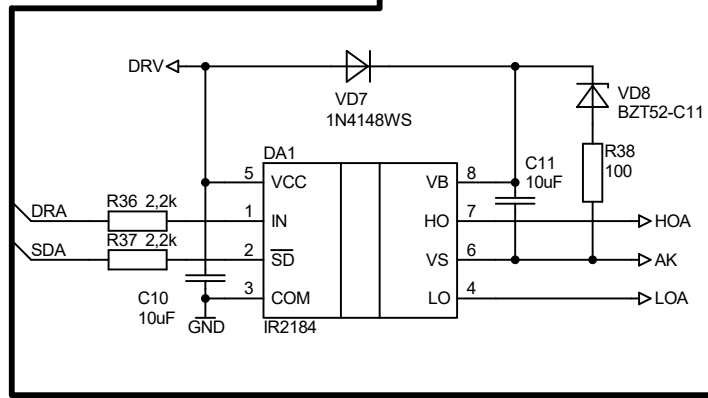 DRV
VD7
1N4148WS
VD8
BZT52-C11
DA1
C11
10uF
R38
100
5 VCC VB 8
R36 2,2k
DRA
1 IN HO 7 HOA
R37 2,2k
SDA
2 SD VS 6 AK
C10
10uF
3 COM LO 4 LOA
GND
IR2184